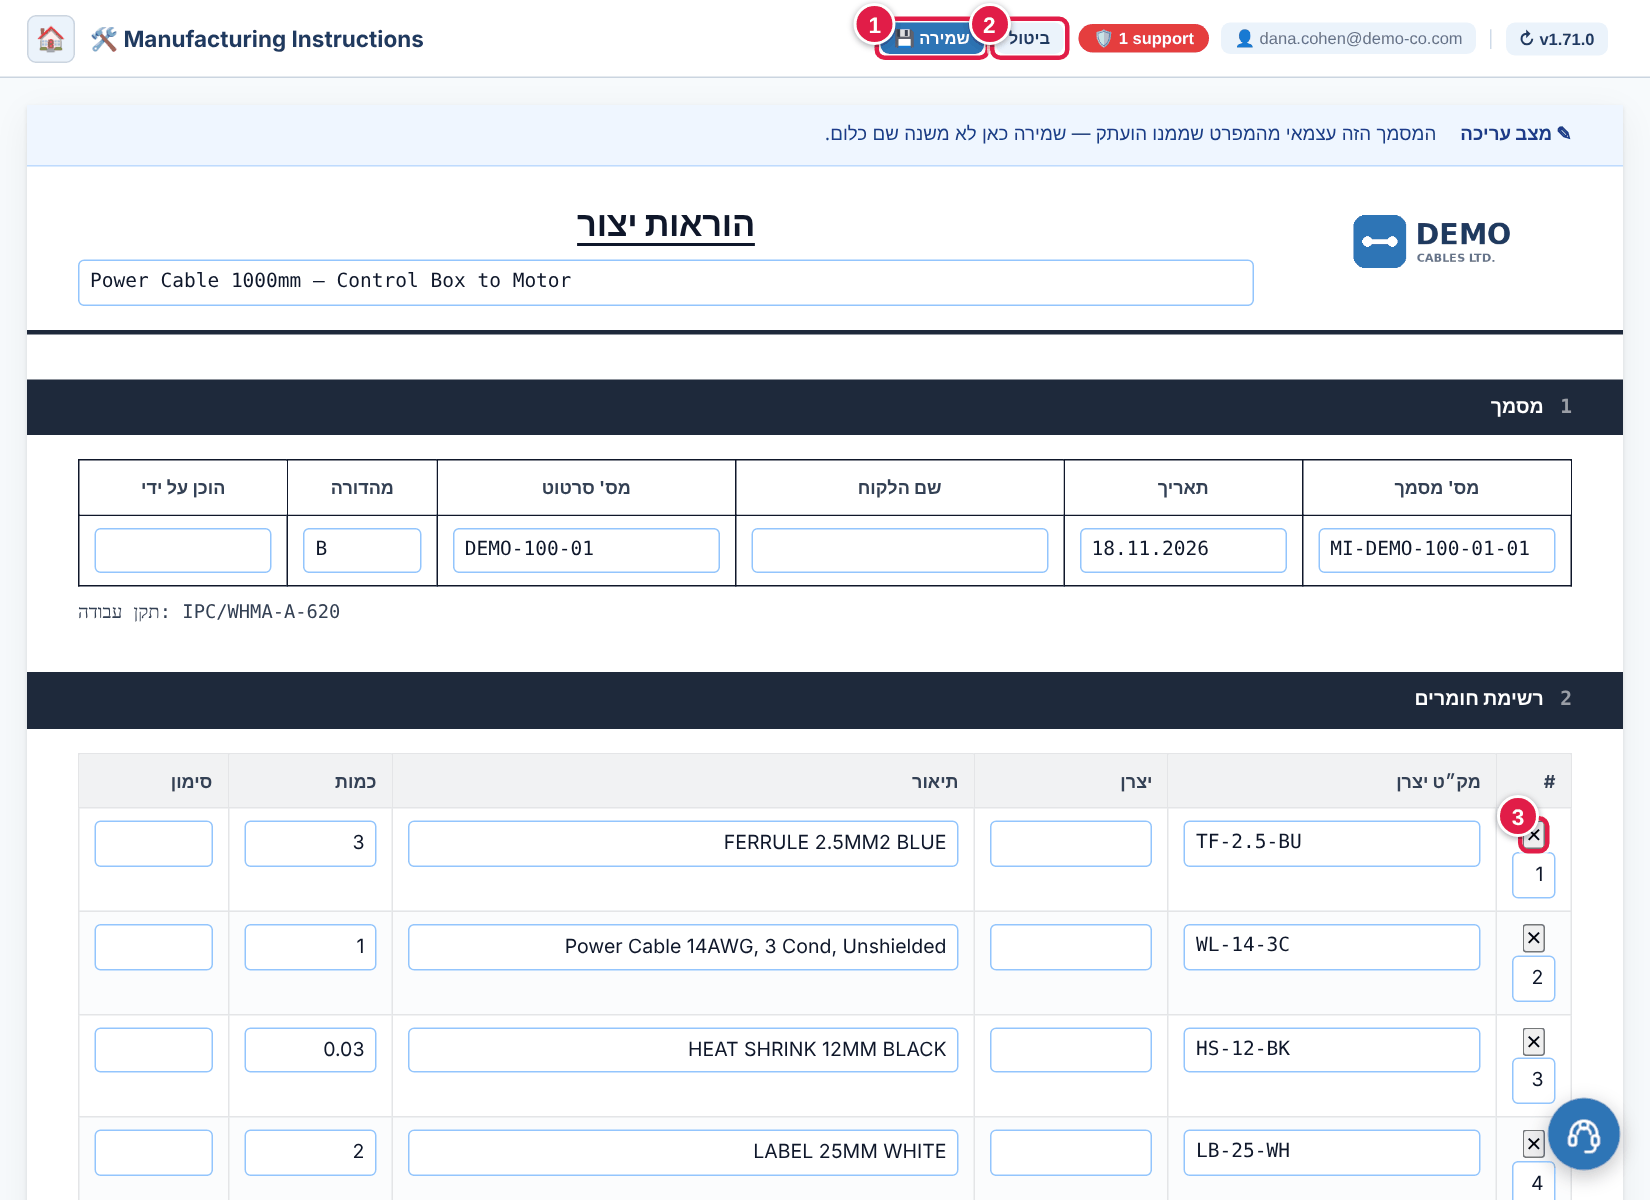 🏠 🛠️ Manufacturing Instructions
1 💾 שמירה
2 ביטול
🛡️ 1 support
👤 dana.cohen@demo-co.com
↻ v1.71.0
✎ מצב עריכה המסמך הזה עצמאי מהמפרט שממנו הועתק — שמירה כאן לא משנה שם כלום.
DEMO
CABLES LTD.
הוראות יצור
Power Cable 1000mm – Control Box to Motor
1 מסמך
מס' מסמך תאריך שם הלקוח מס' סרטוט מהדורה הוכן על ידי
MI-DEMO-100-01-01 18.11.2026 DEMO-100-01 B
תקן עבודה: IPC/WHMA-A-620
2 רשימת חומרים
# מק״ט יצרן יצרן תיאור כמות סימון
3 ✕
1 TF-2.5-BU FERRULE 2.5MM2 BLUE 3
✕
2 WL-14-3C Power Cable 14AWG, 3 Cond, Unshielded 1
✕
3 HS-12-BK HEAT SHRINK 12MM BLACK 0.03
✕
4 LB-25-WH LABEL 25MM WHITE 2